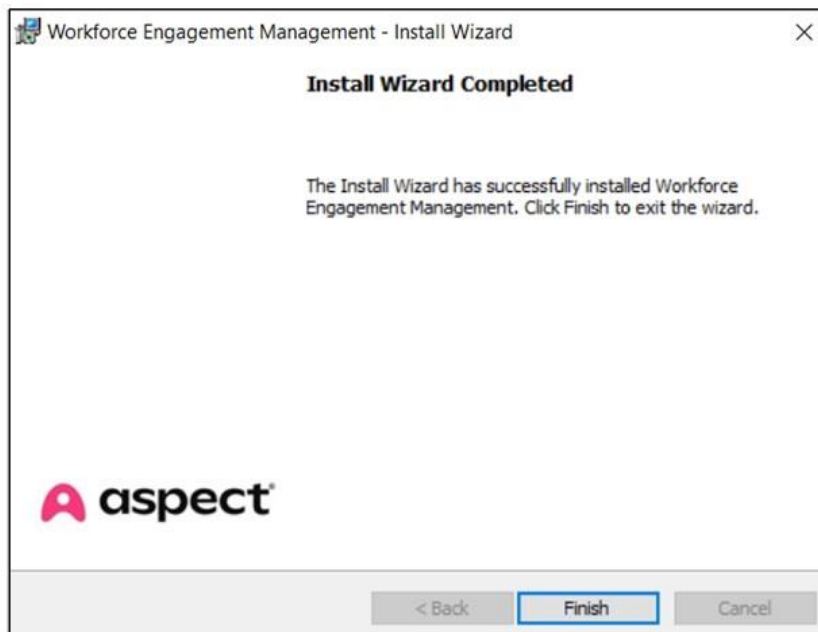 Workforce Engagement Management - Install Wizard
Install Wizard Completed
The Install Wizard has successfully installed Workforce
Engagement Management. Click Finish to exit the wizard.
aspect®
< Back
Finish
Cancel